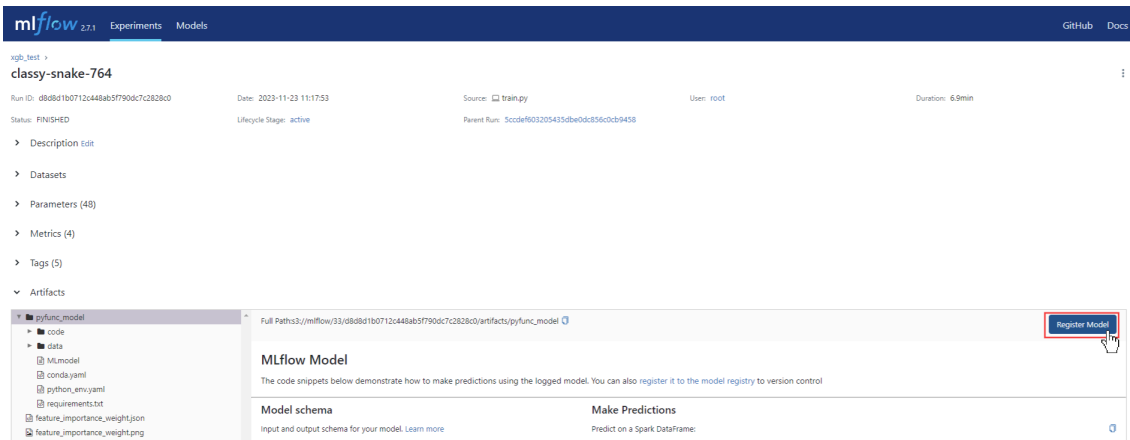 mlflow 2.7.1 Experiments Models GitHub Docs
xgb_test >
classy-snake-764
Run ID: d8d8d1b0712c448ab5f790dc7c2828c0 Date: 2023-11-23 11:17:53 Source: train.py User: root Duration: 6.9min
Status: FINISHED Lifecycle Stage: active Parent Run: 5ccdef603205435dbe0dc856c0cb9458
Description Edit
Datasets
Parameters (48)
Metrics (4)
Tags (5)
Artifacts
pyfunc_model
code
data
MLmodel
conda.yaml
python_env.yaml
requirements.txt
feature_importance_weight.json
feature_importance_weight.png
Full Path:s3://mlflow/33/d8d8d1b0712c448ab5f790dc7c2828c0/artifacts/pyfunc_model
Register Model
MLflow Model
The code snippets below demonstrate how to make predictions using the logged model. You can also register it to the model registry to version control
Model schema
Input and output schema for your model. Learn more
Make Predictions
Predict on a Spark DataFrame: